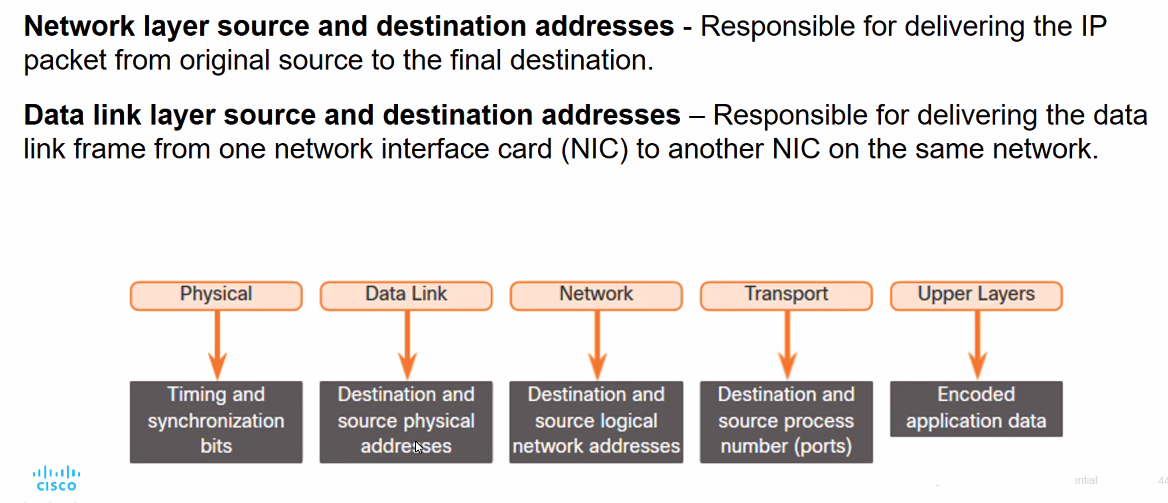 Network layer source and destination addresses - Responsible for delivering the IP
packet from original source to the final destination.
Data link layer source and destination addresses – Responsible for delivering the data
link frame from one network interface card (NIC) to another NIC on the same network.
Physical
Data Link
Network
Transport
Upper Layers
Timing and
synchronization
bits
Destination and
source physical
addresses
Destination and
source logical
network addresses
Destination and
source process
number (ports)
Encoded
application data
CISCO
ential
44